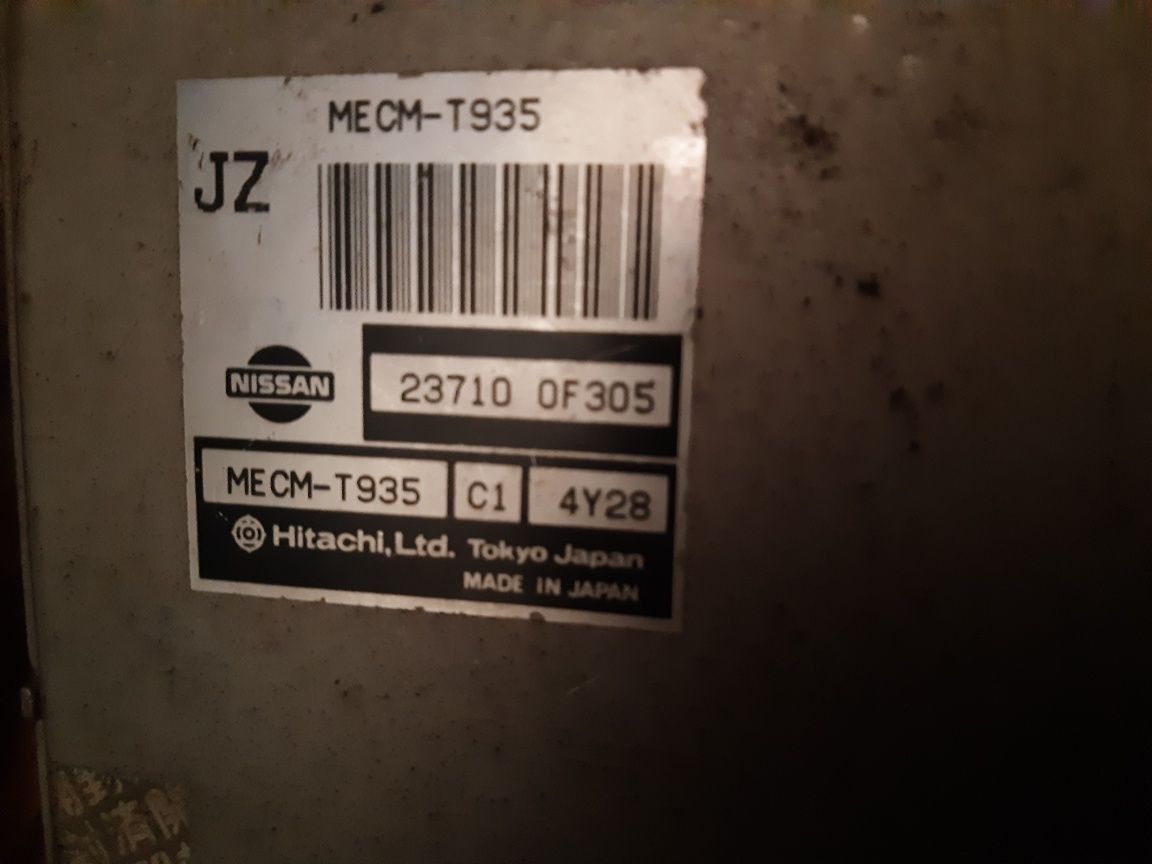 MECM-T935
JZ
NISSAN
23710 0F305
MECM-T935 C1 4Y28
Hitachi,Ltd. Tokyo Japan
MADE IN JAPAN